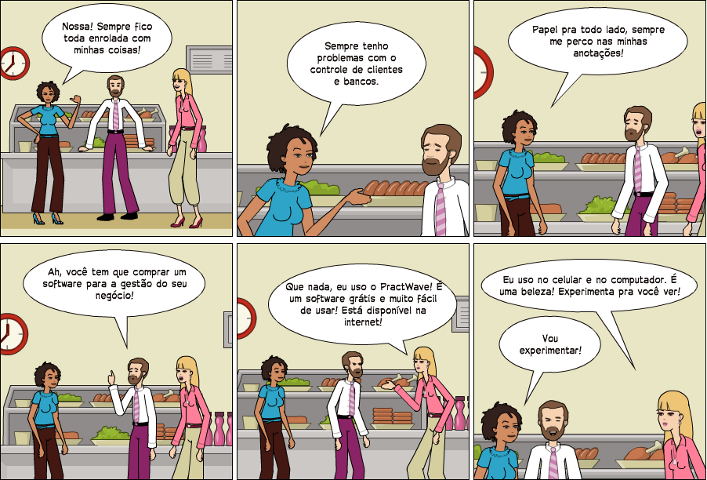 Nossa! Sempre fico
toda enrolada com
minhas coisas!
Sempre tenho
problemas com o
controle de clientes
e bancos.
Papel pra todo lado, sempre
me perco nas minhas
anotações!
Ah, você tem que comprar um
software para a gestão do seu
negócio!
Que nada, eu uso o PractWave! É
um software grátis e muito fácil
de usar! Está disponível na
internet!
Eu uso no celular e no computador. É
uma beleza! Experimenta pra você ver!
Vou
experimentar!